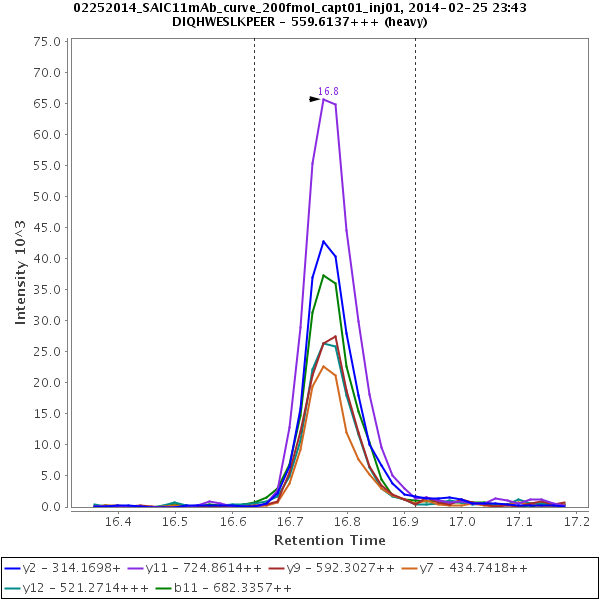 02252014_SAIC11mAb_curve_200fmol_capt01_inj01, 2014-02-25 23:43
DIQHWESLKPEER - 559.6137+++ (heavy)
75.0
70.0
65.0
60.0
55.0
50.0
45.0
40.0
35.0
30.0
25.0
20.0
15.0
10.0
5.0
0.0
Intensity 10^3
16.8
16.4 16.5 16.6 16.7 16.8 16.9 17.0 17.1 17.2
Retention Time
y2 - 314.1698+ y11 - 724.8614++ y9 - 592.3027++ y7 - 434.7418++
y12 - 521.2714+++ b11 - 682.3357++